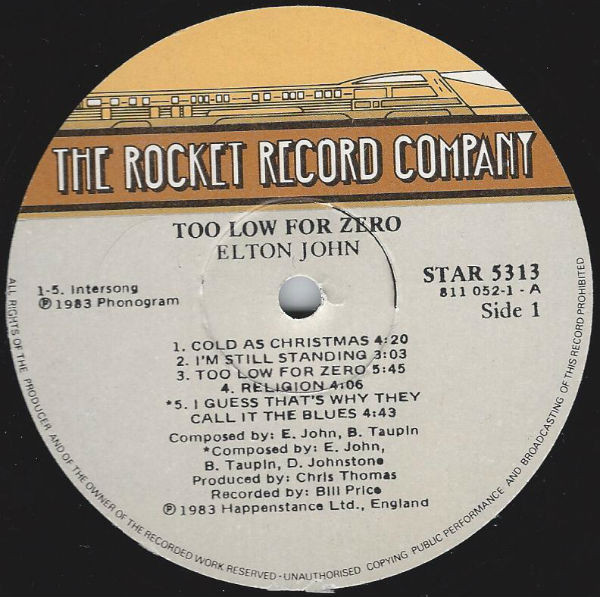 THE ROCKET RECORD COMPANY
TOO LOW FOR ZERO
ELTON JOHN
1-5. Intersong
℗1983 Phonogram
STAR 5313
811 052-1 - A
Side 1
1. COLD AS CHRISTMAS 4:20
2. I'M STILL STANDING 3:03
3. TOO LOW FOR ZERO 5:45
4. RELIGION 4:06
*5. I GUESS THAT'S WHY THEY
CALL IT THE BLUES 4:43
Composed by: E. John, B. Taupin
*Composed by: E. John,
B. Taupin, D. Johnstone
Produced by: Chris Thomas
Recorded by: Bill Price
℗1983 Happenstance Ltd., England
ALL RIGHTS OF THE PRODUCER AND OF THE OWNER OF THE RECORDED WORK RESERVED · UNAUTHORISED COPYING PUBLIC PERFORMANCE AND BROADCASTING OF THIS RECORD PROHIBITED